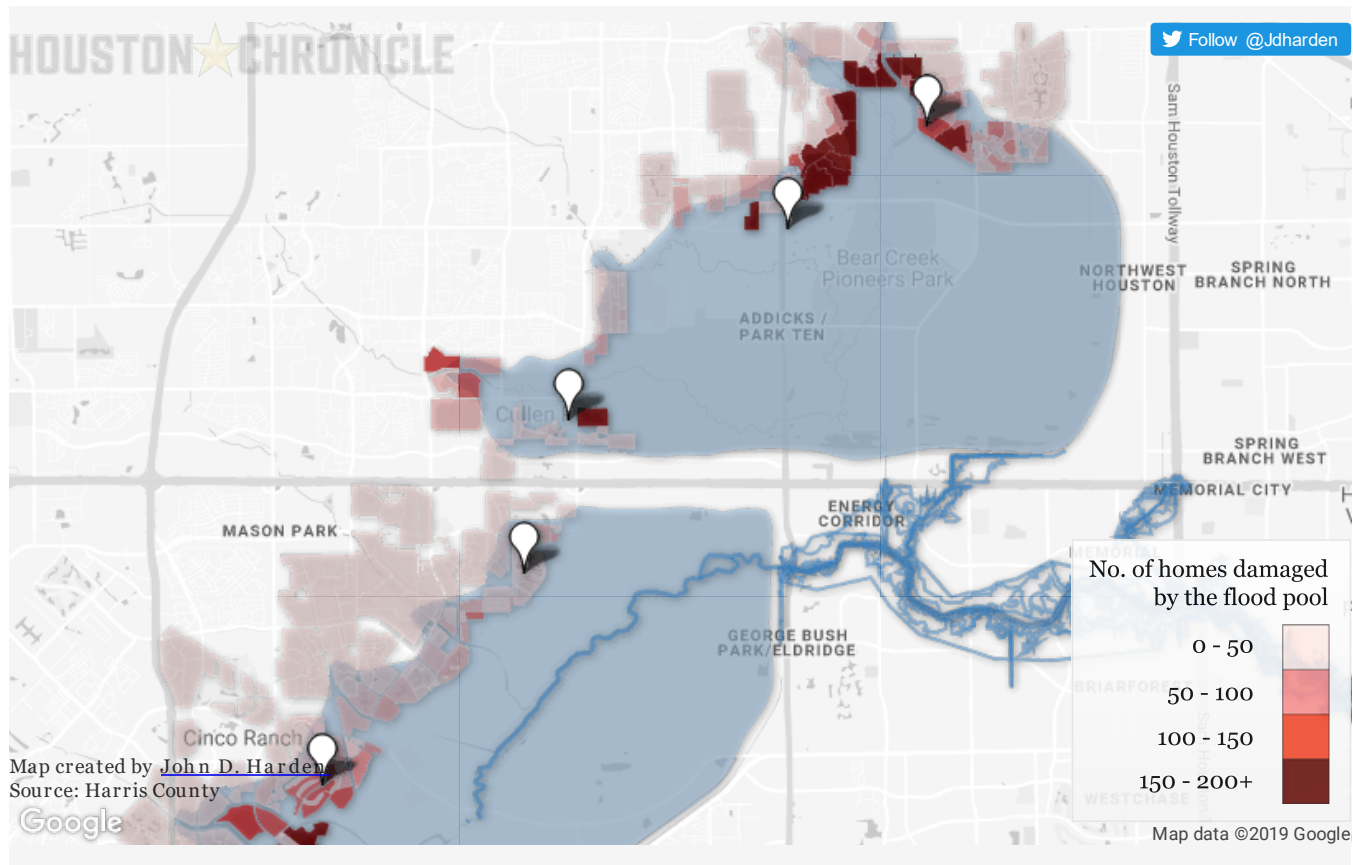 HOUSTON CHRONICLE
Follow @Jdharden
Sam Houston Tollway
Bear Creek
Pioneers Park
NORTHWEST
HOUSTON
SPRING
BRANCH NORTH
ADDICKS /
PARK TEN
Cullen
SPRING
BRANCH WEST
MEMORIAL CITY
ENERGY
CORRIDOR
MASON PARK
MEMORIAL
No. of homes damaged
by the flood pool
0 - 50
50 - 100
100 - 150
150 - 200+
GEORGE BUSH
PARK/ELDRIDGE
BRIARFOREST
WESTCHASE
Cinco Ranch
Map created by John D. Harden
Source: Harris County
Google
Map data ©2019 Google